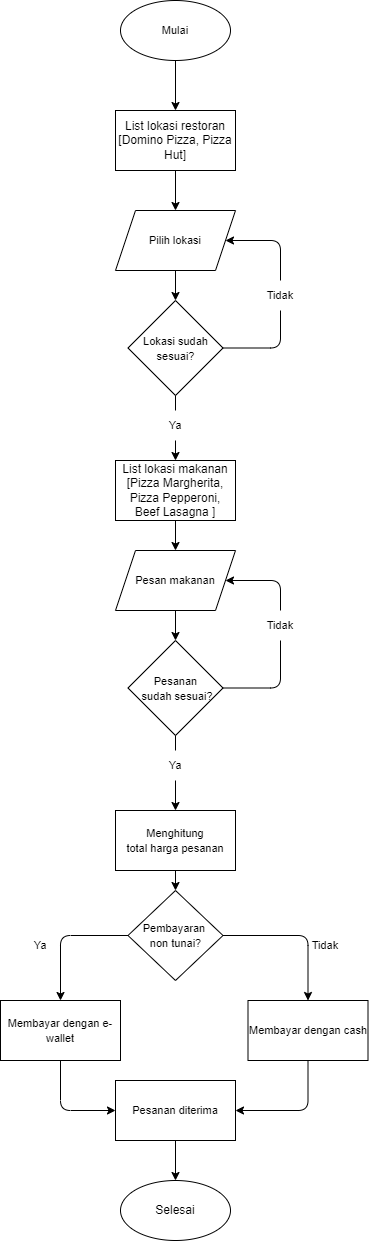 Mulai
List lokasi restoran
[Domino Pizza, Pizza
Hut]
Pilih lokasi
Tidak
Lokasi sudah
sesuai?
Ya
List lokasi makanan
[Pizza Margherita,
Pizza Pepperoni,
Beef Lasagna ]
Pesan makanan
Tidak
Pesanan
sudah sesuai?
Ya
Menghitung
total harga pesanan
Pembayaran
non tunai?
Ya
Tidak
Membayar dengan e-
wallet
Membayar dengan cash
Pesanan diterima
Selesai